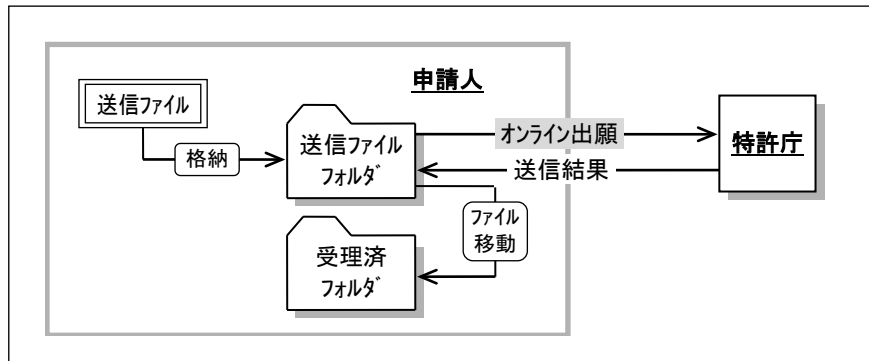 申請人
送信ファイル
格納
送信ファイル
フォルダ
オンライン出願
送信結果
特許庁
ファイル
移動
受理済
フォルダ